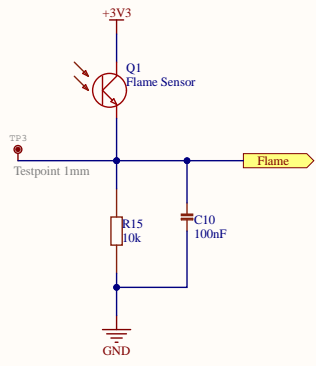 +3V3
Q1
Flame Sensor
TP3
Testpoint 1mm
Flame
R15
10k
C10
100nF
GND